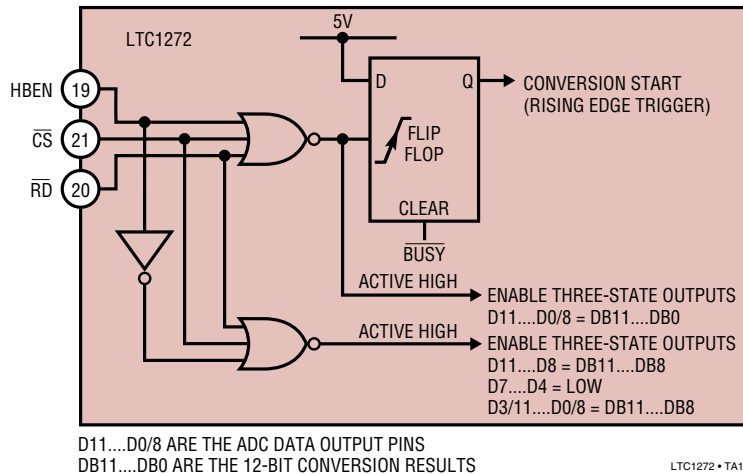 LTC1272
5V
HBEN
19
CS
21
RD
20
D
Q
FLIP
FLOP
CLEAR
BUSY
CONVERSION START
(RISING EDGE TRIGGER)
ACTIVE HIGH
ENABLE THREE-STATE OUTPUTS
D11....D0/8 = DB11....DB0
ACTIVE HIGH
ENABLE THREE-STATE OUTPUTS
D11....D8 = DB11....DB8
D7....D4 = LOW
D3/11....D0/8 = DB11....DB8
D11....D0/8 ARE THE ADC DATA OUTPUT PINS
DB11....DB0 ARE THE 12-BIT CONVERSION RESULTS
LTC1272 • TA1